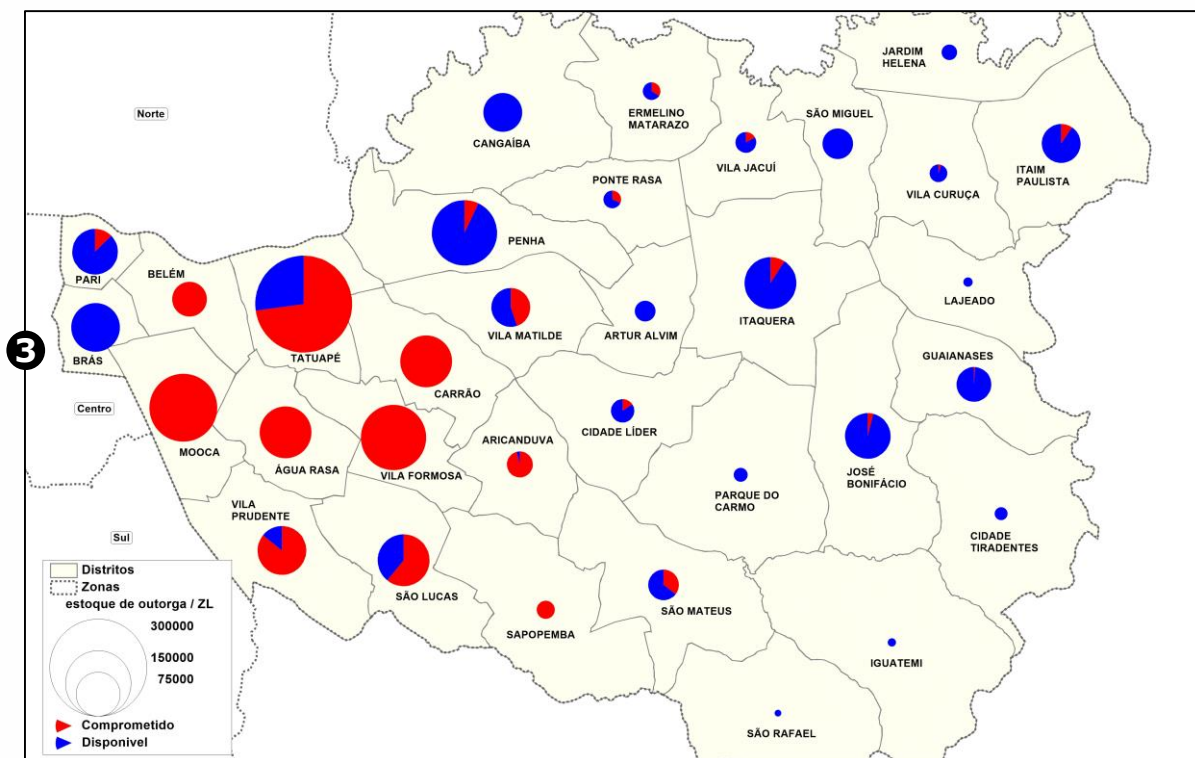 JARDIM
HELENA
Norte
ERMELINO
MATARAZO
SÃO MIGUEL
CANGAÍBA
VILA JACUÍ
ITAIM
PAULISTA
PONTE RASA
VILA CURUÇA
PENHA
PARI
BELÉM
LAJEADO
ITAQUERA
VILA MATILDE
ARTUR ALVIM
3
BRÁS
TATUAPÉ
GUAIANASES
CARRÃO
Centro
CIDADE LÍDER
ARICANDUVA
MOOCA
ÁGUA RASA
VILA FORMOSA
JOSÉ
BONIFÁCIO
PARQUE DO
CARMO
VILA
PRUDENTE
CIDADE
TIRADENTES
Sul
SÃO LUCAS
SÃO MATEUS
SAPOPEMBA
IGUATEMI
SÃO RAFAEL
Distritos
Zonas
estoque de outorga / ZL
300000
150000
75000
Comprometido
Disponivel